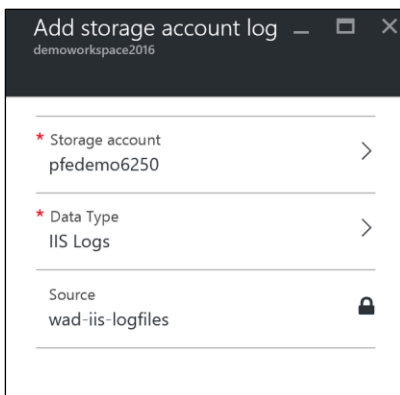 Add storage account log
demoworkspace2016
* Storage account
pfedemo6250
* Data Type
IIS Logs
Source
wad-iis-logfiles